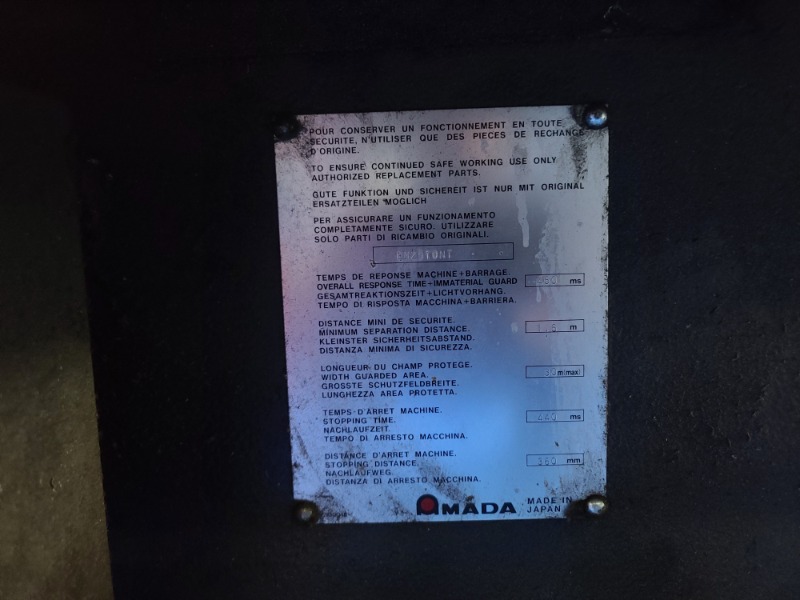 POUR CONSERVER UN FONCTIONNEMENT EN TOUTE
SECURITE, N'UTILISER QUE DES PIECES DE RECHANGE
D'ORIGINE.
TO ENSURE CONTINUED SAFE WORKING USE ONLY
AUTHORIZED REPLACEMENT PARTS.
GUTE FUNKTION UND SICHEREIT IST NUR MIT ORIGINAL
ERSATZTEILEN MOGLICH
PER ASSICURARE UN FUNZIONAMENTO
COMPLETAMENTE SICURO. UTILIZZARE
SOLO PARTI DI RICAMBIO ORIGINALI.
TEMPS DE REPONSE MACHINE+BARRAGE.
OVERALL RESPONSE TIME+IMMATERIAL GUARD ms
GESAMTREAKTIONSZEIT+LICHTVORHANG.
TEMPO DI RISPOSTA MACCHINA+BARRIERA.
DISTANCE MINI DE SECURITE.
MINIMUM SEPARATION DISTANCE. m
KLEINSTER SICHERHEITSABSTAND.
DISTANZA MINIMA DI SICUREZZA.
LONGUEUR DU CHAMP PROTEGE.
WIDTH GUARDED AREA. m(maxi)
GROSSTE SCHUTZFELDBREITE.
LUNGHEZZA AREA PROTETTA.
TEMPS D'ARRET MACHINE.
STOPPING TIME. 440 ms
NACHLAUFZEIT.
TEMPO DI ARRESTO MACCHINA.
DISTANCE D'ARRET MACHINE.
STOPPING DISTANCE. 360 mm
NACHLAUFWEG.
DISTANZA DI ARRESTO MACCHINA.
AMADA MADE IN
JAPAN